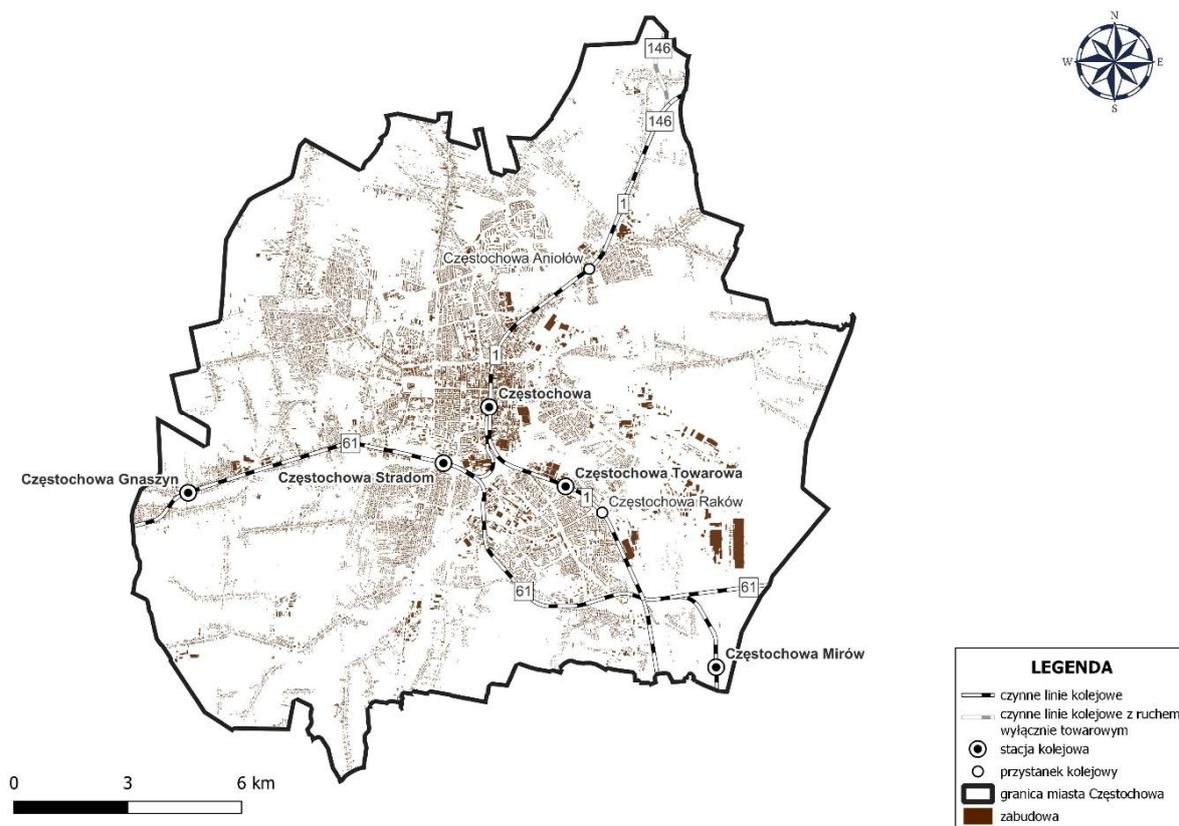 N
W
E
S
146
146
1
Częstochowa Aniołów
1
Częstochowa
61
Częstochowa Gnaszyn
Częstochowa Stradom
Częstochowa Towarowa
1
Częstochowa Raków
61
61
Częstochowa Mirów
LEGENDA
czynne linie kolejowe
czynne linie kolejowe z ruchem
wyłącznie towarowym
stacja kolejowa
przystanek kolejowy
granica miasta Częstochowa
zabudowa
0 3 6 km